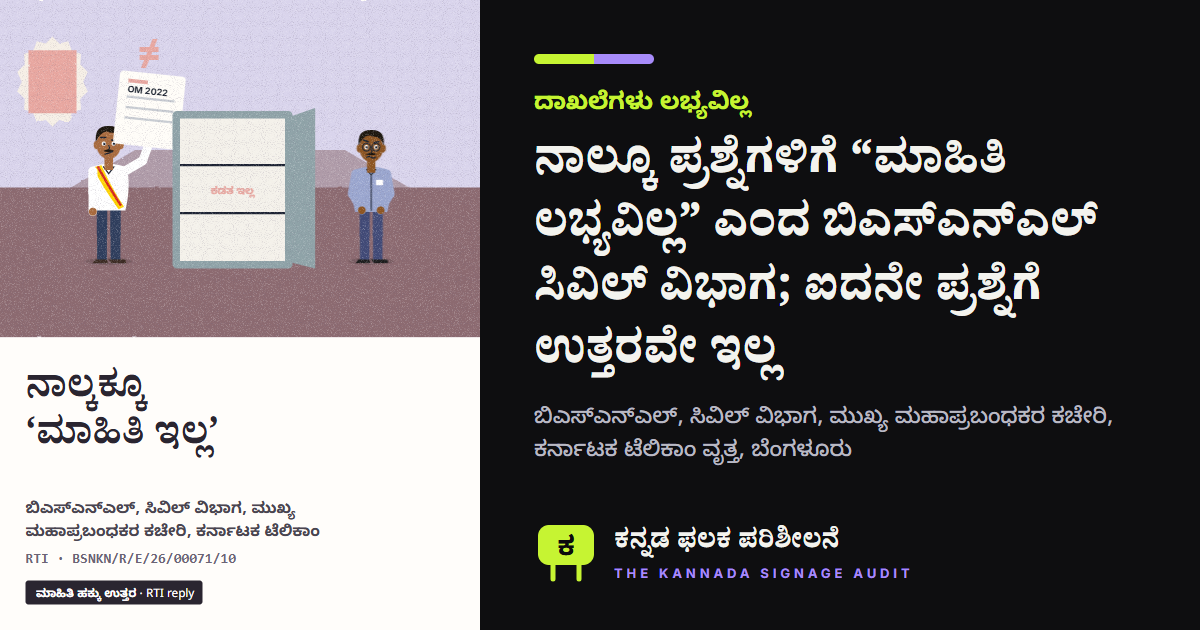 ≠
OM 2022
ಕಡತ ಇಲ್ಲ
ನಾಲ್ಕಕ್ಕೂ
‘ಮಾಹಿತಿ ಇಲ್ಲ’
ಬಿಎಸ್‌ಎನ್‌ಎಲ್, ಸಿವಿಲ್ ವಿಭಾಗ, ಮುಖ್ಯ
ಮಹಾಪ್ರಬಂಧಕರ ಕಚೇರಿ, ಕರ್ನಾಟಕ ಟೆಲಿಕಾಂ
RTI · BSNKN/R/E/26/00071/10
ಮಾಹಿತಿ ಹಕ್ಕು ಉತ್ತರ · RTI reply
ದಾಖಲೆಗಳು ಲಭ್ಯವಿಲ್ಲ
ನಾಲ್ಕೂ ಪ್ರಶ್ನೆಗಳಿಗೆ “ಮಾಹಿತಿ
ಲಭ್ಯವಿಲ್ಲ” ಎಂದ ಬಿಎಸ್‌ಎನ್‌ಎಲ್
ಸಿವಿಲ್ ವಿಭಾಗ; ಐದನೇ ಪ್ರಶ್ನೆಗೆ
ಉತ್ತರವೇ ಇಲ್ಲ
ಬಿಎಸ್‌ಎನ್‌ಎಲ್, ಸಿವಿಲ್ ವಿಭಾಗ, ಮುಖ್ಯ ಮಹಾಪ್ರಬಂಧಕರ ಕಚೇರಿ,
ಕರ್ನಾಟಕ ಟೆಲಿಕಾಂ ವೃತ್ತ, ಬೆಂಗಳೂರು
ಕ
ಕನ್ನಡ ಫಲಕ ಪರಿಶೀಲನೆ
THE KANNADA SIGNAGE AUDIT